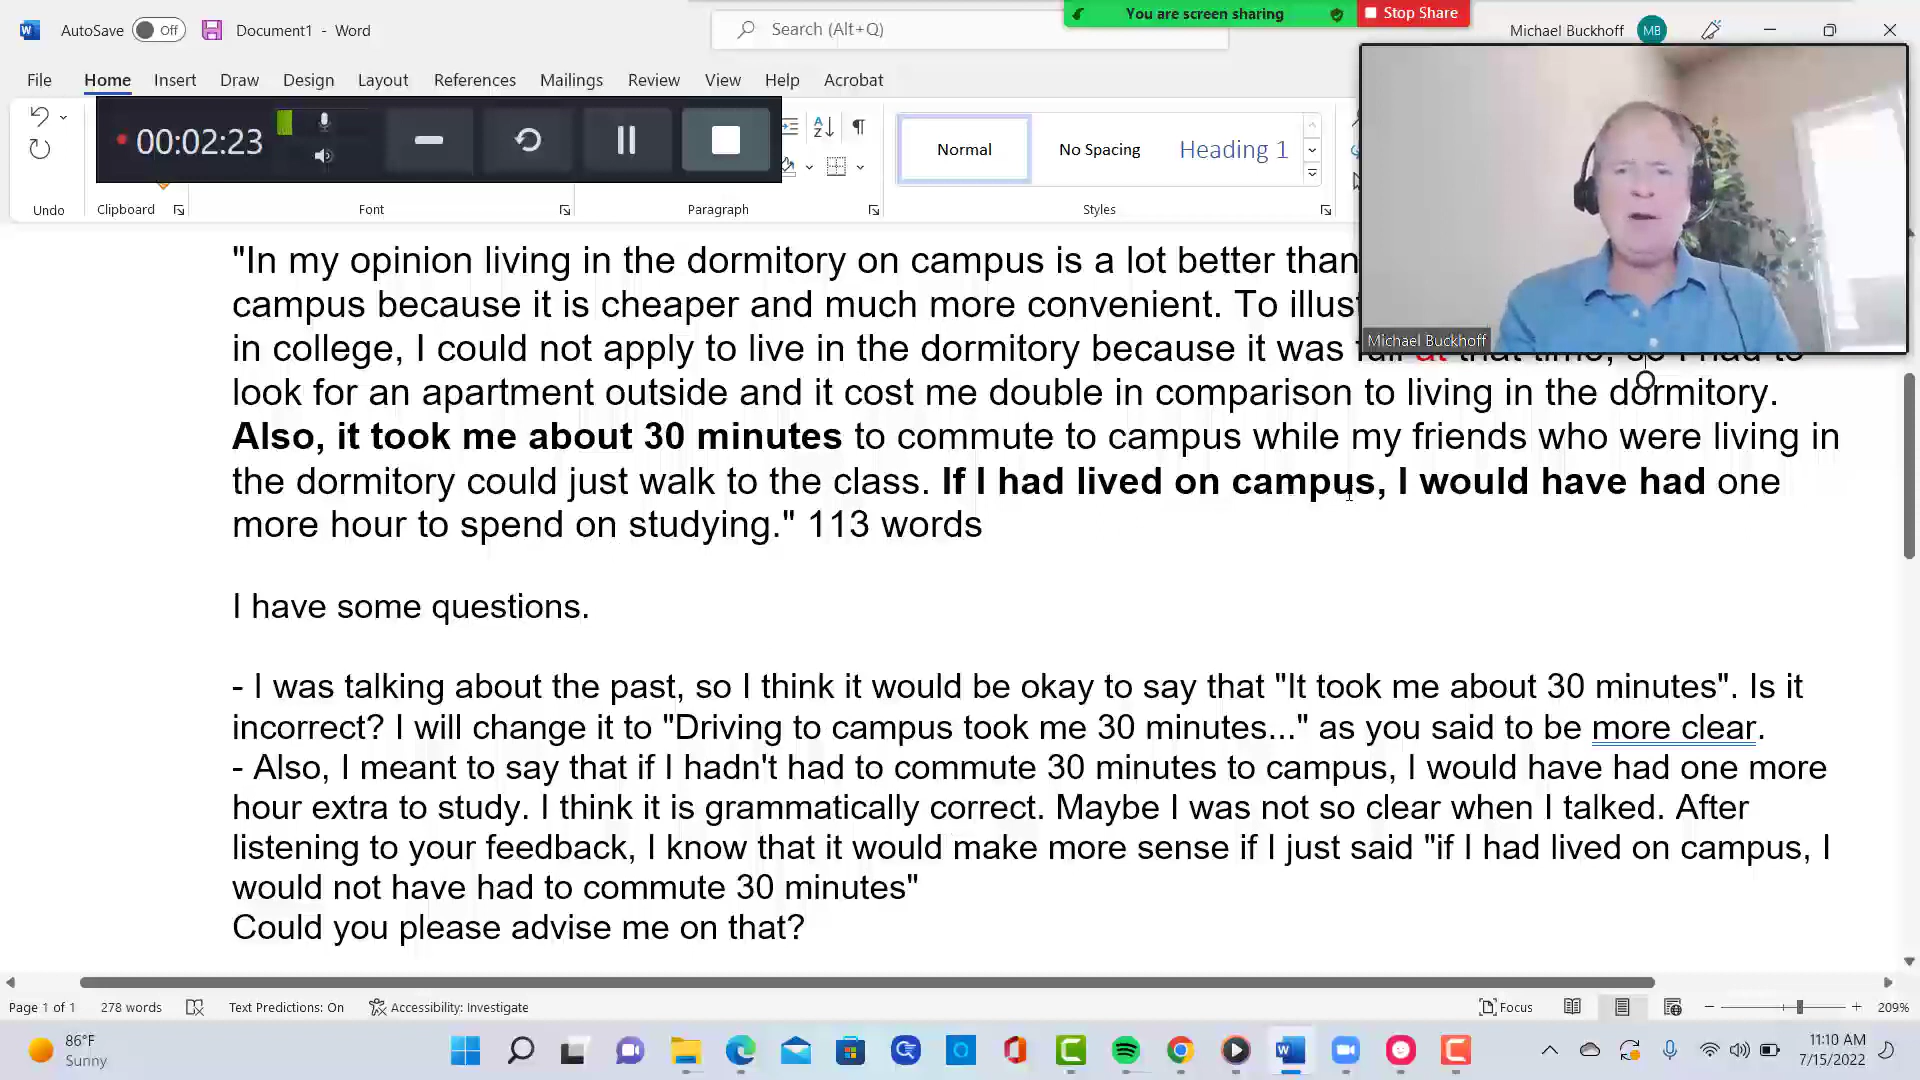 You are screen sharing
Stop Share
AutoSave Off Document1 - Word
Search (Alt+Q)
Michael Buckhoff MB
File Home Insert Draw Design Layout References Mailings Review View Help Acrobat
00:02:23
Normal
No Spacing
Heading 1
Undo Clipboard Font Paragraph Styles
Michael Buckhoff
"In my opinion living in the dormitory on campus is a lot better than
campus because it is cheaper and much more convenient. To
in college, I could not apply to live in the dormitory because it was
look for an apartment outside and it cost me double in comparison to living in the dormitory.
Also, it took me about 30 minutes to commute to campus while my friends who were living in
the dormitory could just walk to the class. If I had lived on campus, I would have had one
more hour to spend on studying." 113 words
I have some questions.
- I was talking about the past, so I think it would be okay to say that "It took me about 30 minutes". Is it
incorrect? I will change it to "Driving to campus took me 30 minutes..." as you said to be more clear.
- Also, I meant to say that if I hadn't had to commute 30 minutes to campus, I would have had one more
hour extra to study. I think it is grammatically correct. Maybe I was not so clear when I talked. After
listening to your feedback, I know that it would make more sense if I just said "if I had lived on campus, I
would not have had to commute 30 minutes"
Could you please advise me on that?
Page 1 of 1 278 words Text Predictions: On Accessibility: Investigate Focus 209%
86°F
Sunny
11:10 AM
7/15/2022